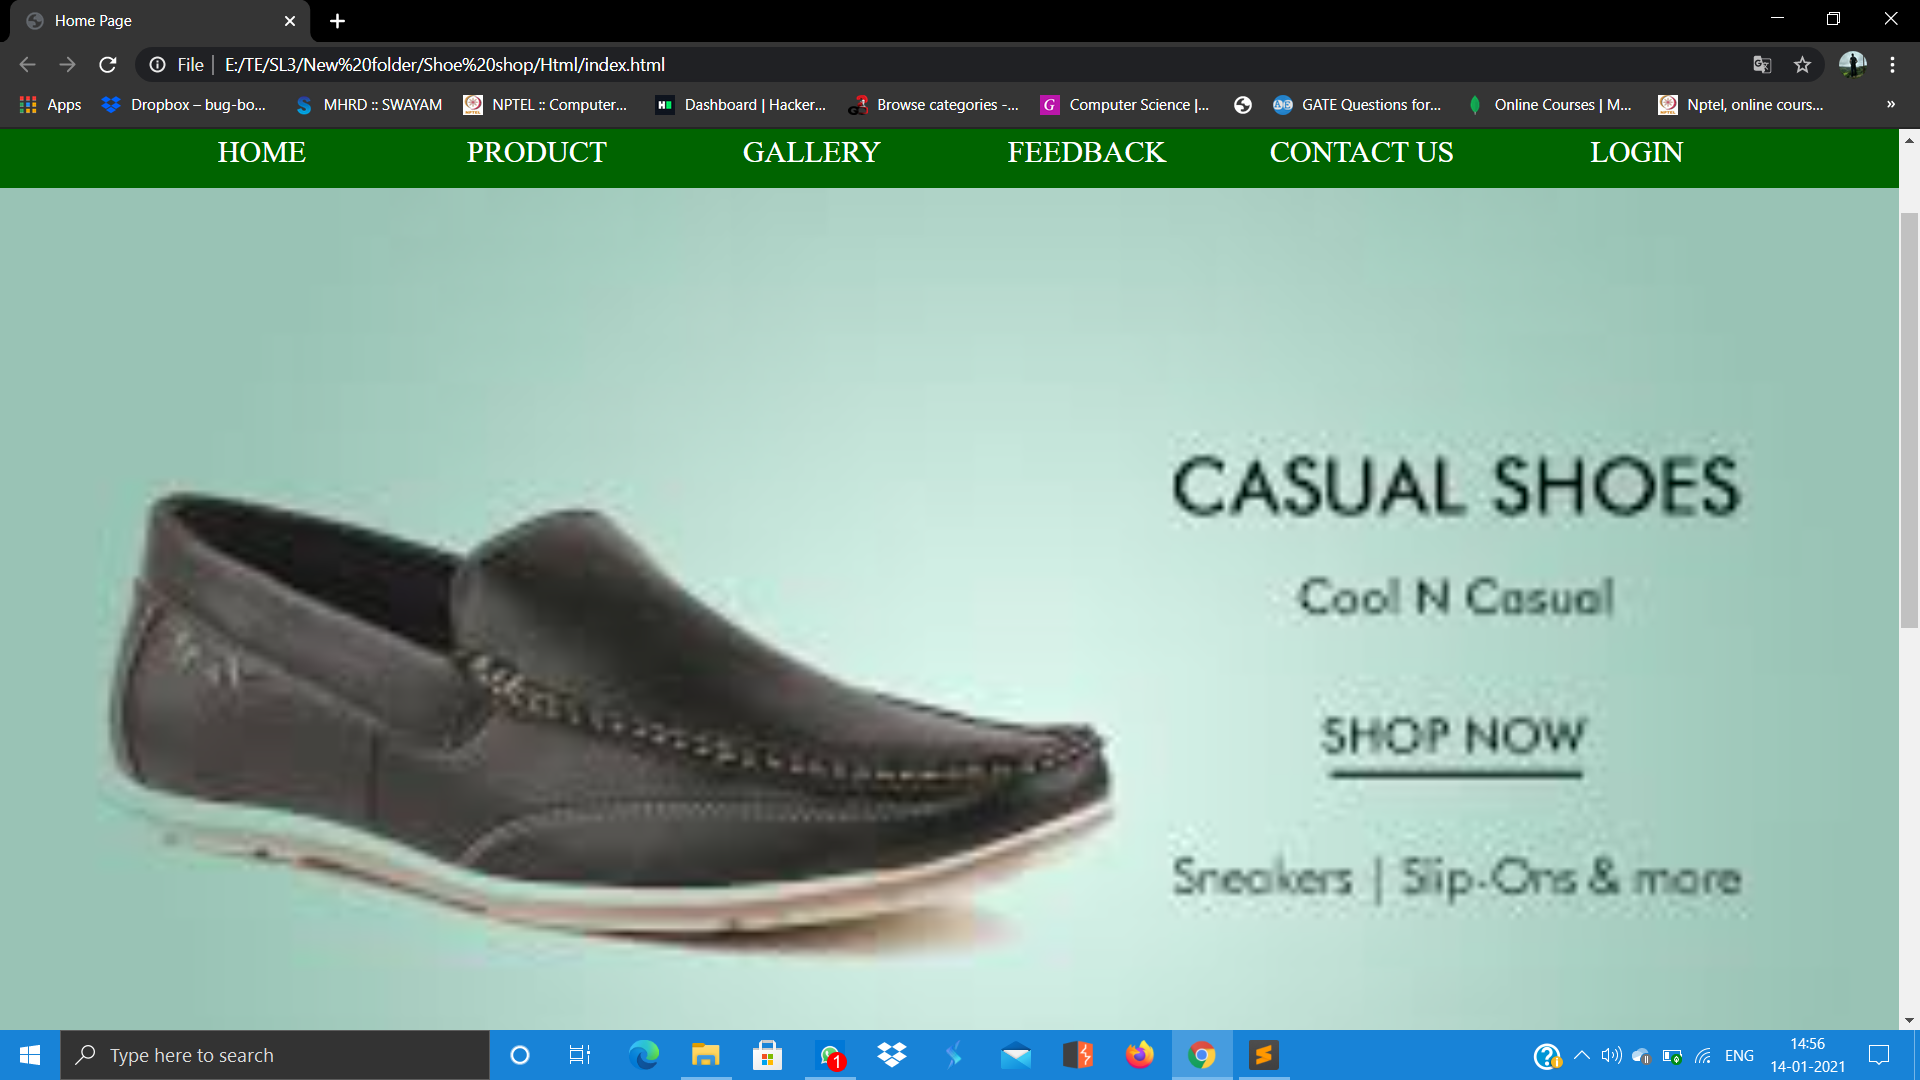 Home Page
File | E:/TE/SL3/New%20folder/Shoe%20shop/Html/index.html
Apps Dropbox – bug-bo... MHRD :: SWAYAM NPTEL :: Computer... Dashboard | Hacker... Browse categories -... Computer Science |... GATE Questions for... Online Courses | M... Nptel, online cours... »
HOME PRODUCT GALLERY FEEDBACK CONTACT US LOGIN
CASUAL SHOES
Cool N Casual
SHOP NOW
Sneakers | Slip-Ons & more
Type here to search
1
ENG
14:56
14-01-2021